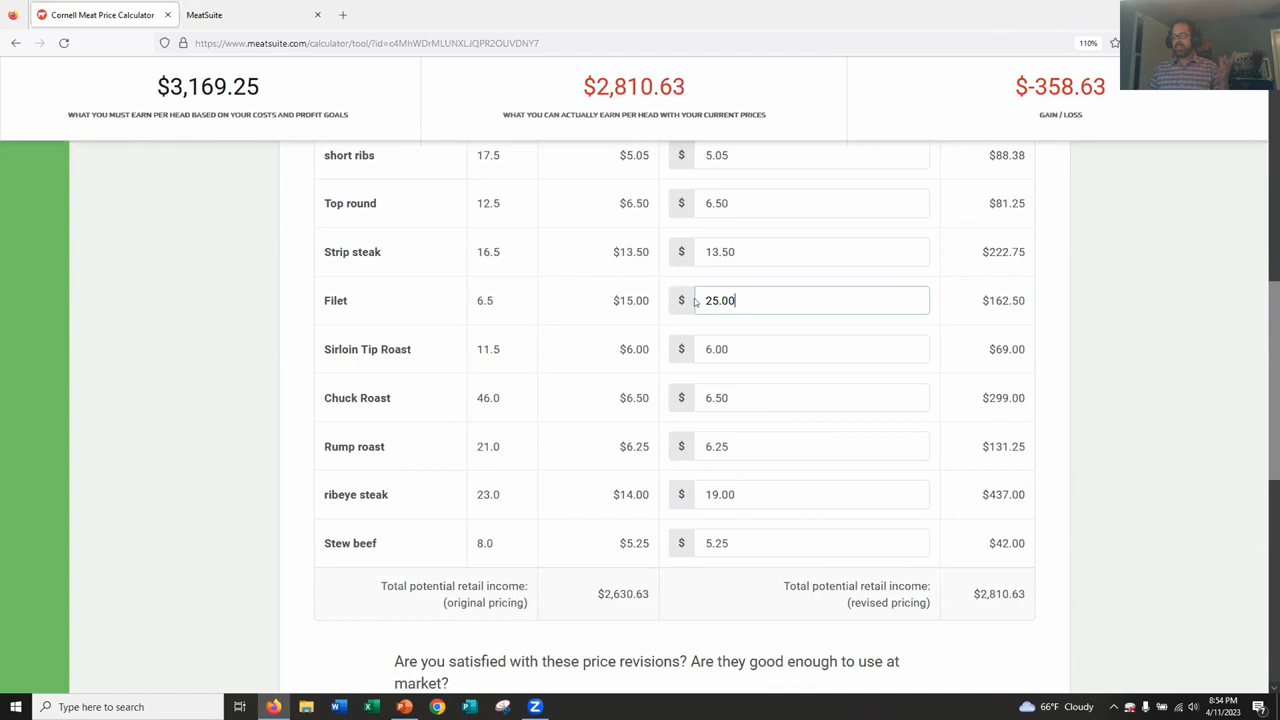 Cornell Meat Price Calculator
MeatSuite
https://www.meatsuite.com/calculator/tool/?id=c4MhWDrMLUNXLJQPR2OUVDNY7
110%
$3,169.25
$2,810.63
$-358.63
WHAT YOU MUST EARN PER HEAD BASED ON YOUR COSTS AND PROFIT GOALS
WHAT YOU CAN ACTUALLY EARN PER HEAD WITH YOUR CURRENT PRICES
GAIN / LOSS
short ribs 17.5 $5.05 $ 5.05 $88.38
Top round 12.5 $6.50 $ 6.50 $81.25
Strip steak 16.5 $13.50 $ 13.50 $222.75
Filet 6.5 $15.00 $ 25.00 $162.50
Sirloin Tip Roast 11.5 $6.00 $ 6.00 $69.00
Chuck Roast 46.0 $6.50 $ 6.50 $299.00
Rump roast 21.0 $6.25 $ 6.25 $131.25
ribeye steak 23.0 $14.00 $ 19.00 $437.00
Stew beef 8.0 $5.25 $ 5.25 $42.00
Total potential retail income:
(original pricing)
$2,630.63
Total potential retail income:
(revised pricing)
$2,810.63
Are you satisfied with these price revisions? Are they good enough to use at
market?
Type here to search
66°F Cloudy
8:54 PM
4/11/2023